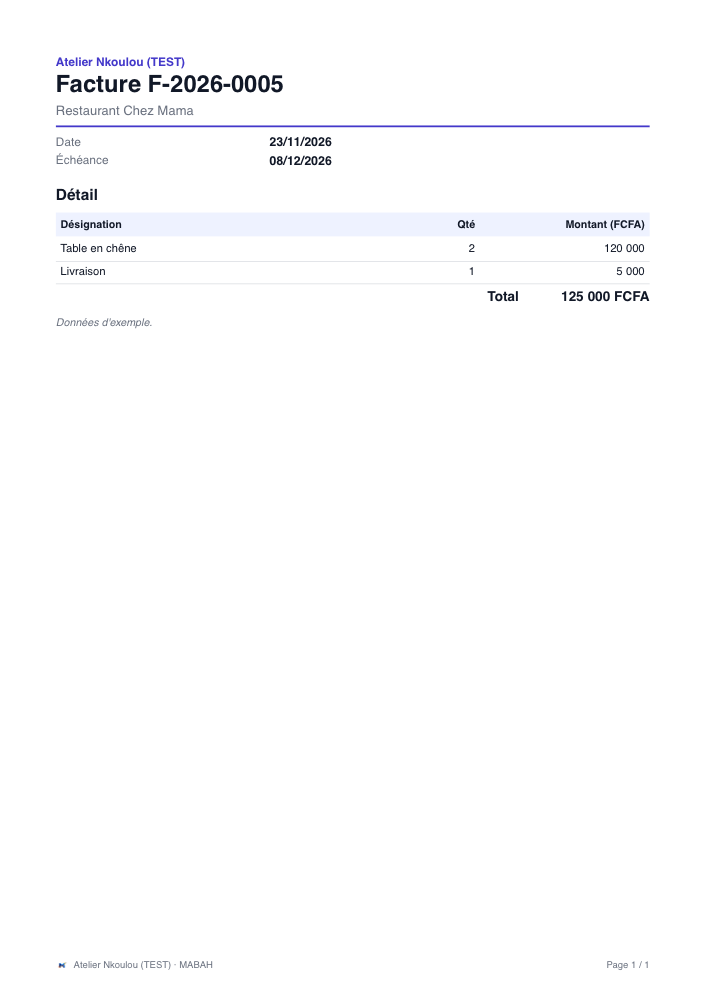 Atelier Nkoulou (TEST)
Facture F-2026-0005
Restaurant Chez Mama
Date 23/11/2026
Échéance 08/12/2026
Détail
Désignation Qté Montant (FCFA)
Table en chêne 2 120 000
Livraison 1 5 000
Total 125 000 FCFA
Données d'exemple.
Atelier Nkoulou (TEST) · MABAH Page 1 / 1